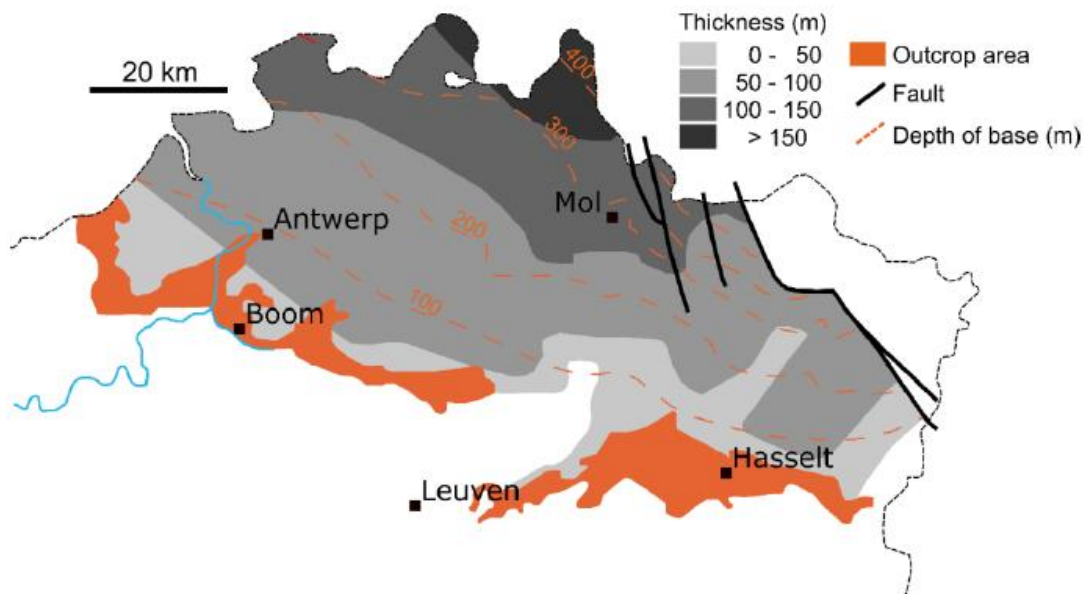 Thickness (m)
0 - 50
50 - 100
100 - 150
> 150
Outcrop area
Fault
Depth of base (m)
20 km
400
300
Mol
Antwerp
200
100
Boom
Hasselt
Leuven